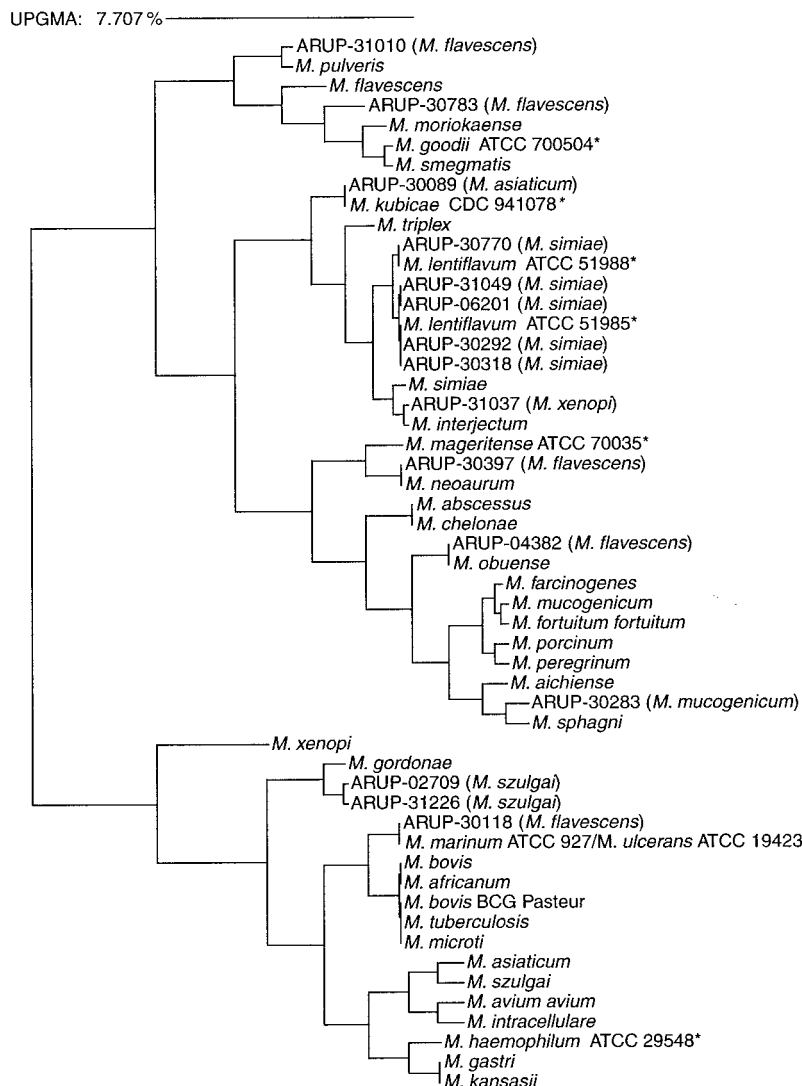 UPGMA: 7.707 %
ARUP-31010 (M. flavescens)
M. pulveris
M. flavescens
ARUP-30783 (M. flavescens)
M. moriokaense
M. goodii ATCC 700504*
M. smegmatis
ARUP-30089 (M. asiaticum)
M. kubicae CDC 941078*
M. triplex
ARUP-30770 (M. simiae)
M. lentiflavum ATCC 51988*
ARUP-31049 (M. simiae)
ARUP-06201 (M. simiae)
M. lentiflavum ATCC 51985*
ARUP-30292 (M. simiae)
ARUP-30318 (M. simiae)
M. simiae
ARUP-31037 (M. xenopi)
M. interjectum
M. mageritense ATCC 70035*
ARUP-30397 (M. flavescens)
M. neoaurum
M. abscessus
M. chelonae
ARUP-04382 (M. flavescens)
M. obuense
M. farcinogenes
M. mucogenicum
M. fortuitum fortuitum
M. porcinum
M. peregrinum
M. aichiense
ARUP-30283 (M. mucogenicum)
M. sphagni
M. xenopi
M. gordonae
ARUP-02709 (M. szulgai)
ARUP-31226 (M. szulgai)
ARUP-30118 (M. flavescens)
M. marinum ATCC 927/M. ulcerans ATCC 19423
M. bovis
M. africanum
M. bovis BCG Pasteur
M. tuberculosis
M. microti
M. asiaticum
M. szulgai
M. avium avium
M. intracellulare
M. haemophilum ATCC 29548*
M. gastri
M. kansasii